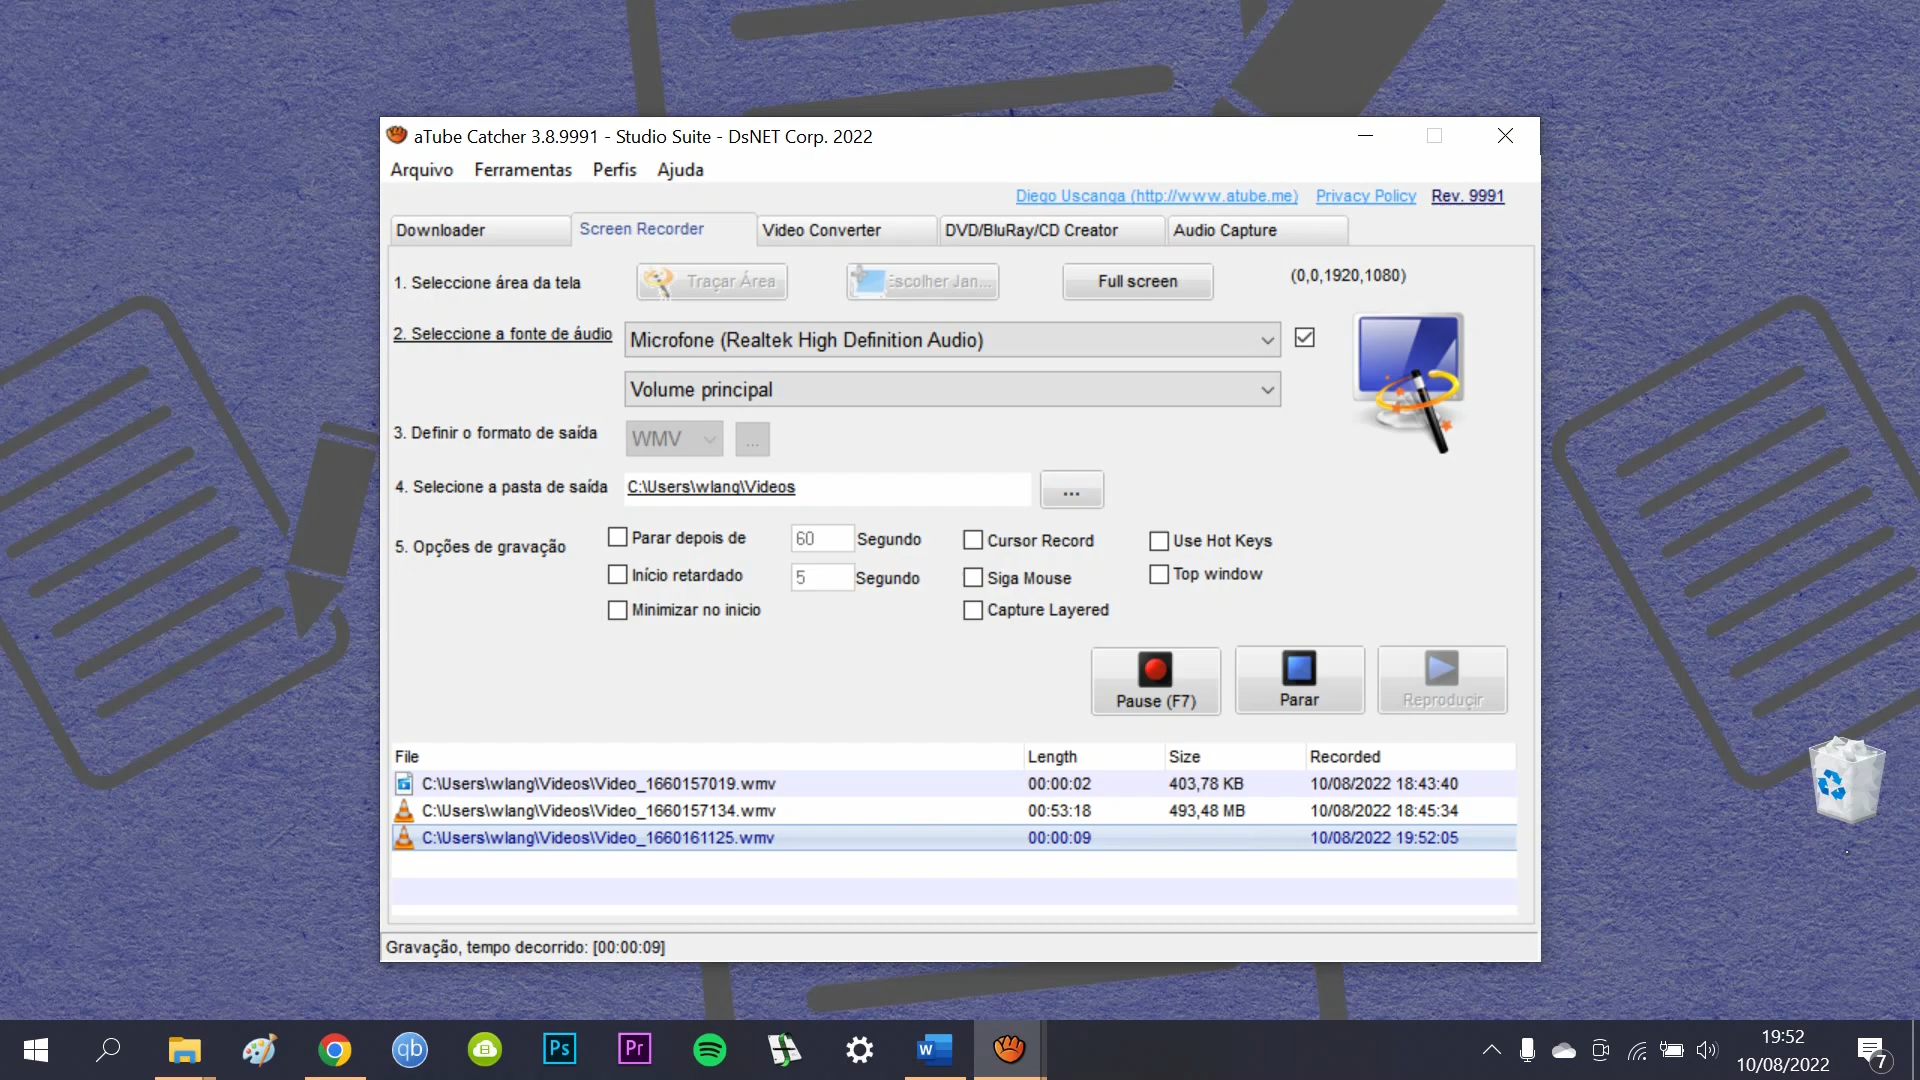 aTube Catcher 3.8.9991 - Studio Suite - DsNET Corp. 2022
Arquivo Ferramentas Perfis Ajuda
Diego Uscanga (http://www.atube.me) Privacy Policy Rev. 9991
Downloader Screen Recorder Video Converter DVD/BluRay/CD Creator Audio Capture
1. Seleccione área da tela Traçar Área Escolher Jan... Full screen (0,0,1920,1080)
2. Seleccione a fonte de áudio Microfone (Realtek High Definition Audio)
Volume principal
3. Definir o formato de saída WMV ...
4. Selecione a pasta de saída C:\Users\wlang\Videos ...
5. Opções de gravação
Parar depois de 60 Segundo Cursor Record Use Hot Keys
Início retardado 5 Segundo Siga Mouse Top window
Minimizar no inicio Capture Layered
Pause (F7) Parar Reproduçir
File Length Size Recorded
C:\Users\wlang\Videos\Video_1660157019.wmv 00:00:02 403,78 KB 10/08/2022 18:43:40
C:\Users\wlang\Videos\Video_1660157134.wmv 00:53:18 493,48 MB 10/08/2022 18:45:34
C:\Users\wlang\Videos\Video_1660161125.wmv 00:00:09 10/08/2022 19:52:05
Gravação, tempo decorrido: [00:00:09]
qb Ps Pr W 19:52
10/08/2022 7